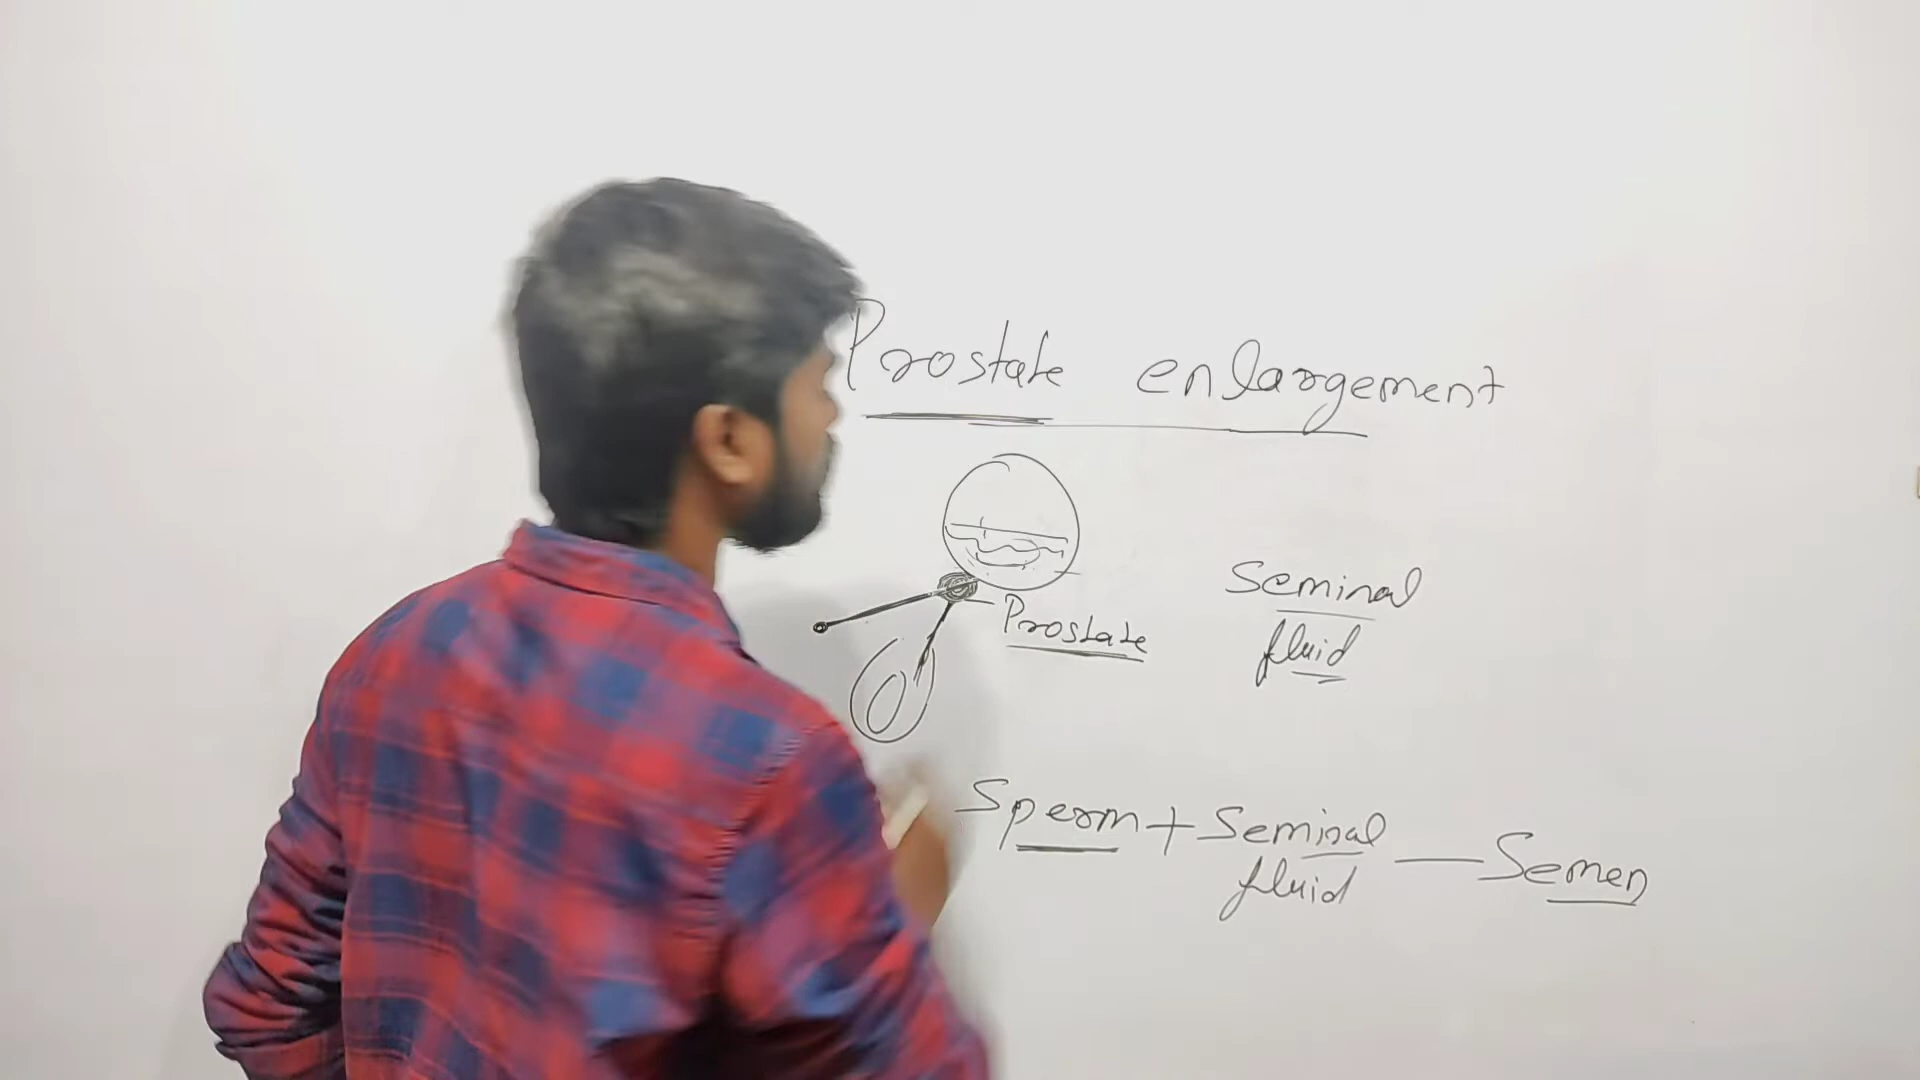 Prostate enlargement
Prostate
Seminal
fluid
Sperm + Seminal
fluid — Semen